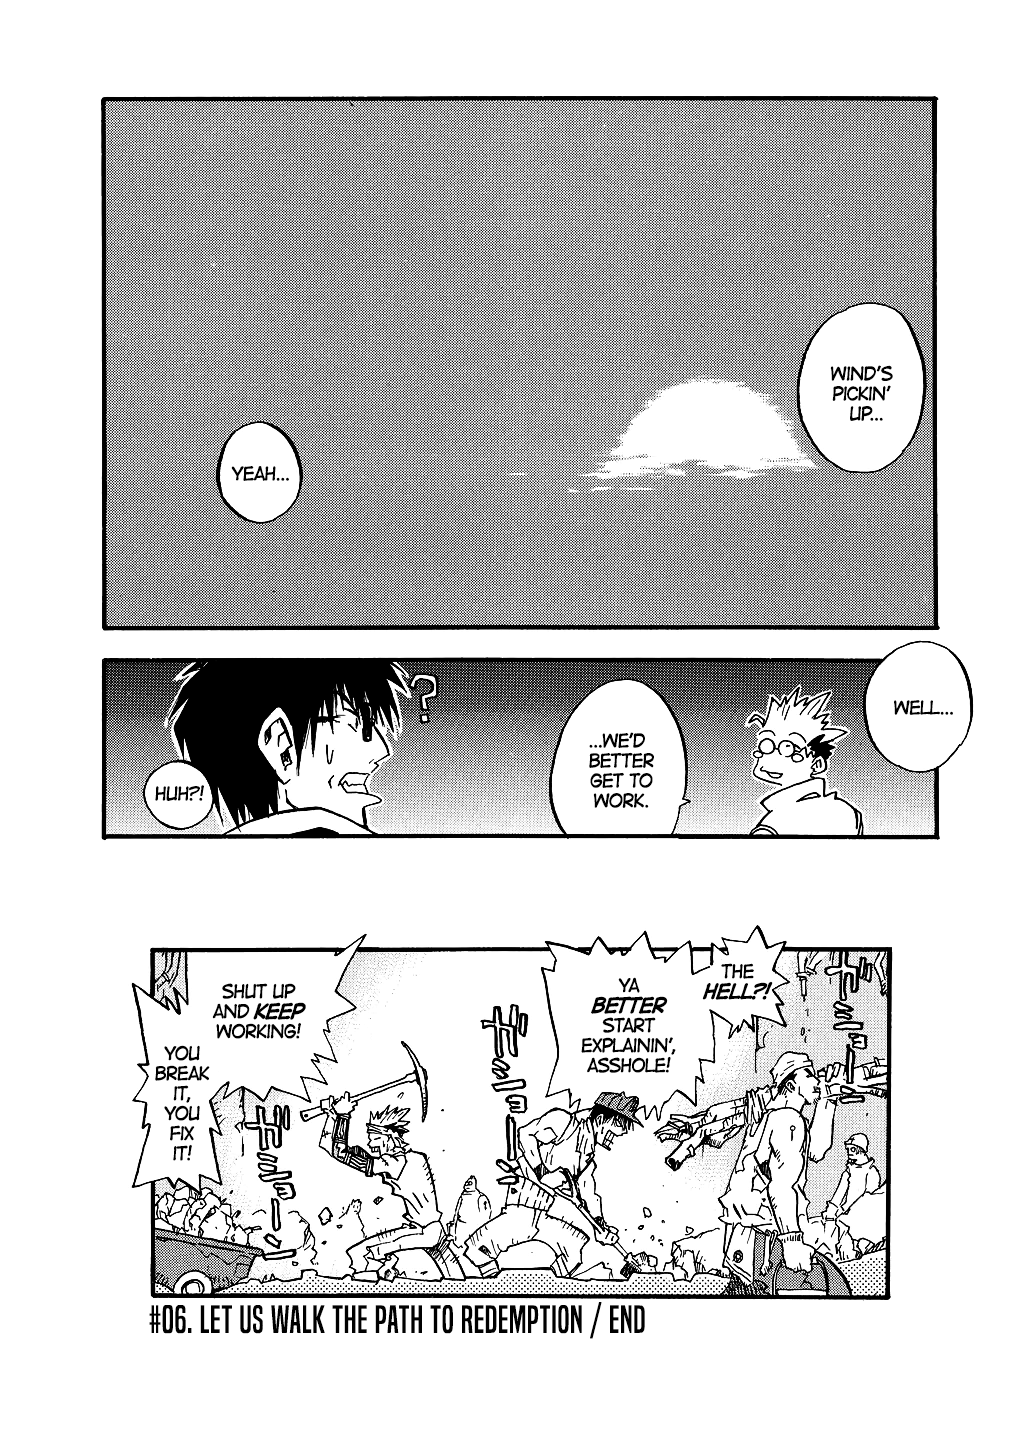 WIND'S
PICKIN'
UP...
YEAH...
WELL...
...WE'D
BETTER
GET TO
WORK.
?
HUH?!
THE
HELL?!
YA
BETTER
START
EXPLAININ',
ASSHOLE!
SHUT UP
AND KEEP
WORKING!
YOU
BREAK
IT,
YOU
FIX
IT!
#06. LET US WALK THE PATH TO REDEMPTION / END